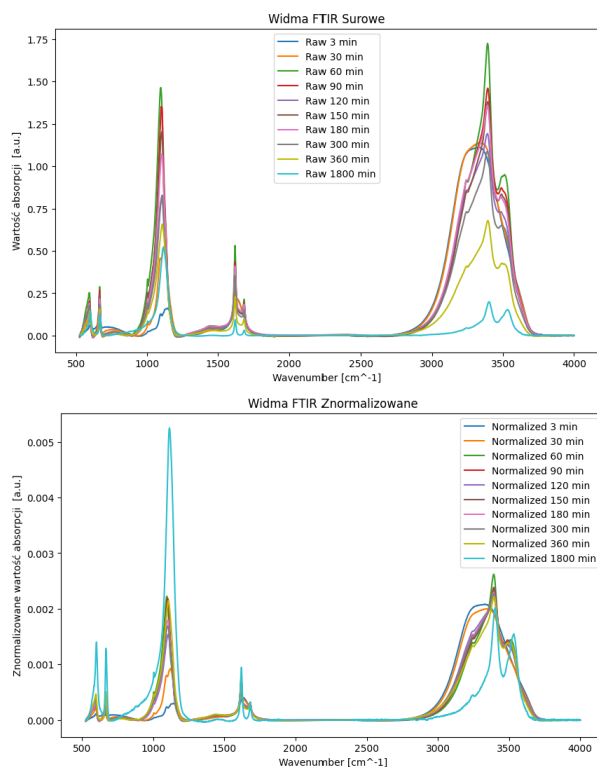 Widma FTIR Surowe
Wartość absorpcji [a.u.]
1.75
1.50
1.25
1.00
0.75
0.50
0.25
0.00
Raw 3 min
Raw 30 min
Raw 60 min
Raw 90 min
Raw 120 min
Raw 150 min
Raw 180 min
Raw 300 min
Raw 360 min
Raw 1800 min
500 1000 1500 2000 2500 3000 3500 4000
Wavenumber [cm^-1]
Widma FTIR Znormalizowane
Znormalizowane wartość absorpcji [a.u.]
0.005
0.004
0.003
0.002
0.001
0.000
Normalized 3 min
Normalized 30 min
Normalized 60 min
Normalized 90 min
Normalized 120 min
Normalized 150 min
Normalized 180 min
Normalized 300 min
Normalized 360 min
Normalized 1800 min
500 1000 1500 2000 2500 3000 3500 4000
Wavenumber [cm^-1]